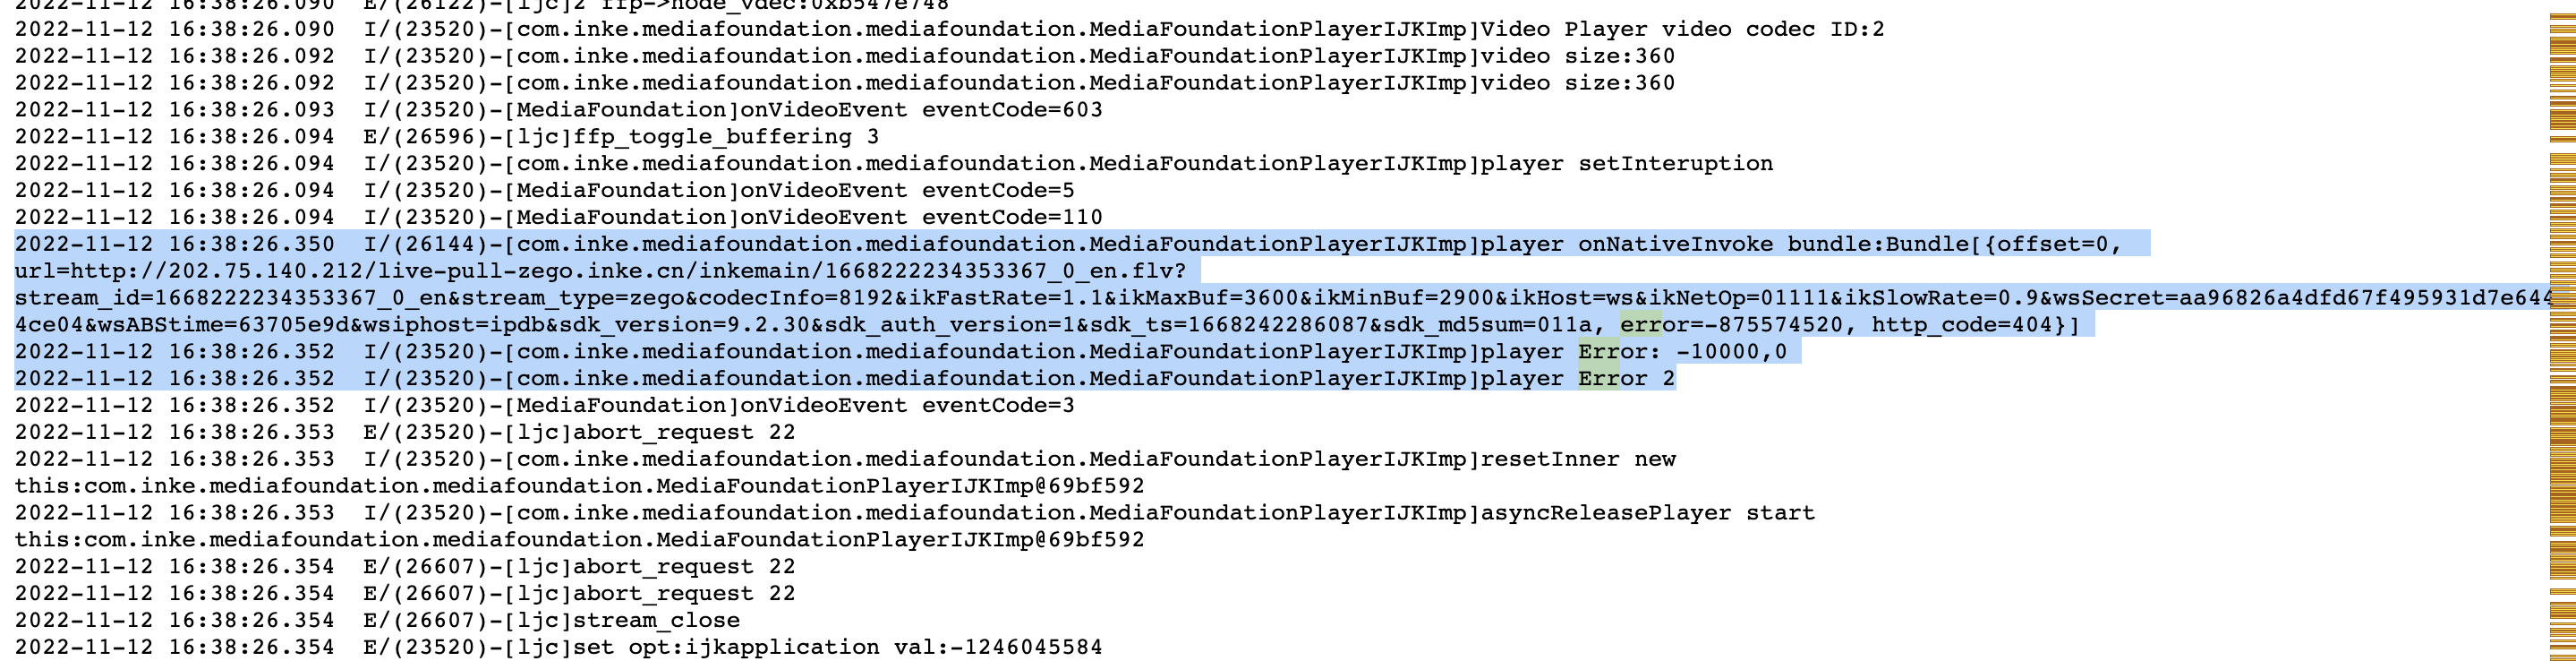 2022-11-12 16:38:26.090  E/(26122)-[ljc]2 ffp->node_vdec:0xb547e748
2022-11-12 16:38:26.090  I/(23520)-[com.inke.mediafoundation.mediafoundation.MediaFoundationPlayerIJKImp]Video Player video codec ID:2
2022-11-12 16:38:26.092  I/(23520)-[com.inke.mediafoundation.mediafoundation.MediaFoundationPlayerIJKImp]video size:360
2022-11-12 16:38:26.092  I/(23520)-[com.inke.mediafoundation.mediafoundation.MediaFoundationPlayerIJKImp]video size:360
2022-11-12 16:38:26.093  I/(23520)-[MediaFoundation]onVideoEvent eventCode=603
2022-11-12 16:38:26.094  E/(26596)-[ljc]ffp_toggle_buffering 3
2022-11-12 16:38:26.094  I/(23520)-[com.inke.mediafoundation.mediafoundation.MediaFoundationPlayerIJKImp]player setInteruption
2022-11-12 16:38:26.094  I/(23520)-[MediaFoundation]onVideoEvent eventCode=5
2022-11-12 16:38:26.094  I/(23520)-[MediaFoundation]onVideoEvent eventCode=110
2022-11-12 16:38:26.350  I/(26144)-[com.inke.mediafoundation.mediafoundation.MediaFoundationPlayerIJKImp]player onNativeInvoke bundle:Bundle[{offset=0,
url=http://202.75.140.212/live-pull-zego.inke.cn/inkemain/1668222234353367_0_en.flv?
stream_id=1668222234353367_0_en&stream_type=zego&codecInfo=8192&ikFastRate=1.1&ikMaxBuf=3600&ikMinBuf=2900&ikHost=ws&ikNetOp=01111&ikSlowRate=0.9&wsSecret=aa96826a4dfd67f495931d7e644
4ce04&wsABStime=63705e9d&wsiphost=ipdb&sdk_version=9.2.30&sdk_auth_version=1&sdk_ts=1668242286087&sdk_md5sum=011a, error=-875574520, http_code=404}]
2022-11-12 16:38:26.352  I/(23520)-[com.inke.mediafoundation.mediafoundation.MediaFoundationPlayerIJKImp]player Error: -10000,0
2022-11-12 16:38:26.352  I/(23520)-[com.inke.mediafoundation.mediafoundation.MediaFoundationPlayerIJKImp]player Error 2
2022-11-12 16:38:26.352  I/(23520)-[MediaFoundation]onVideoEvent eventCode=3
2022-11-12 16:38:26.353  E/(23520)-[ljc]abort_request 22
2022-11-12 16:38:26.353  I/(23520)-[com.inke.mediafoundation.mediafoundation.MediaFoundationPlayerIJKImp]resetInner new
this:com.inke.mediafoundation.mediafoundation.MediaFoundationPlayerIJKImp@69bf592
2022-11-12 16:38:26.353  I/(23520)-[com.inke.mediafoundation.mediafoundation.MediaFoundationPlayerIJKImp]asyncReleasePlayer start
this:com.inke.mediafoundation.mediafoundation.MediaFoundationPlayerIJKImp@69bf592
2022-11-12 16:38:26.354  E/(26607)-[ljc]abort_request 22
2022-11-12 16:38:26.354  E/(26607)-[ljc]abort_request 22
2022-11-12 16:38:26.354  E/(26607)-[ljc]stream_close
2022-11-12 16:38:26.354  E/(23520)-[ljc]set opt:ijkapplication val:-1246045584